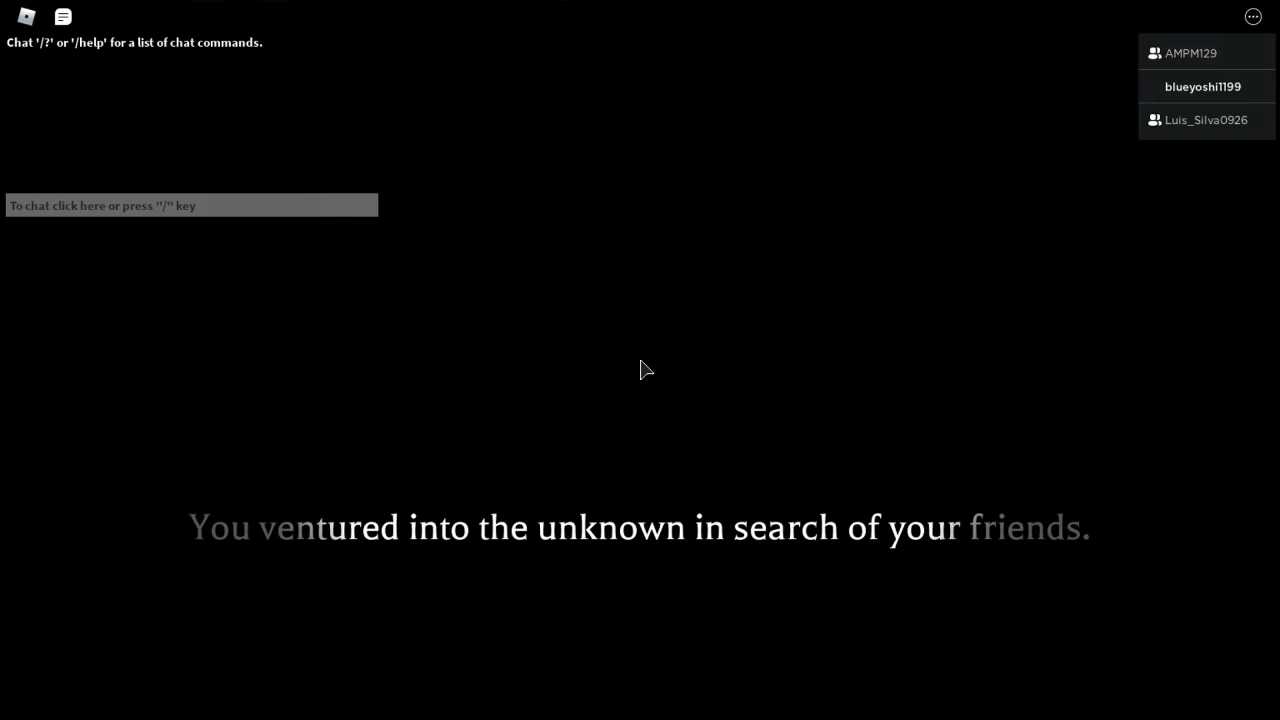 Chat '/?' or '/help' for a list of chat commands.
AMPM129
blueyoshi1199
Luis_Silva0926
To chat click here or press "/" key
You ventured into the unknown in search of your friends.